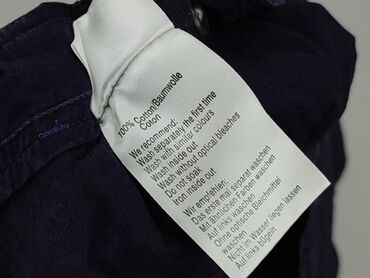 100% Cotton/Baumwolle
Coton
We recommend:
Wash separately the first time
Wash with similar colours
Wash inside out
Wash without optical bleaches
Do not soak
Iron inside out
Wir empfehlen:
Das erste mal separat waschen
Mit ähnlichen Farben waschen
Auf links waschen
Ohne optische Bleichmittel
waschen
Nicht im Wasser liegen lassen
Auf links bügeln